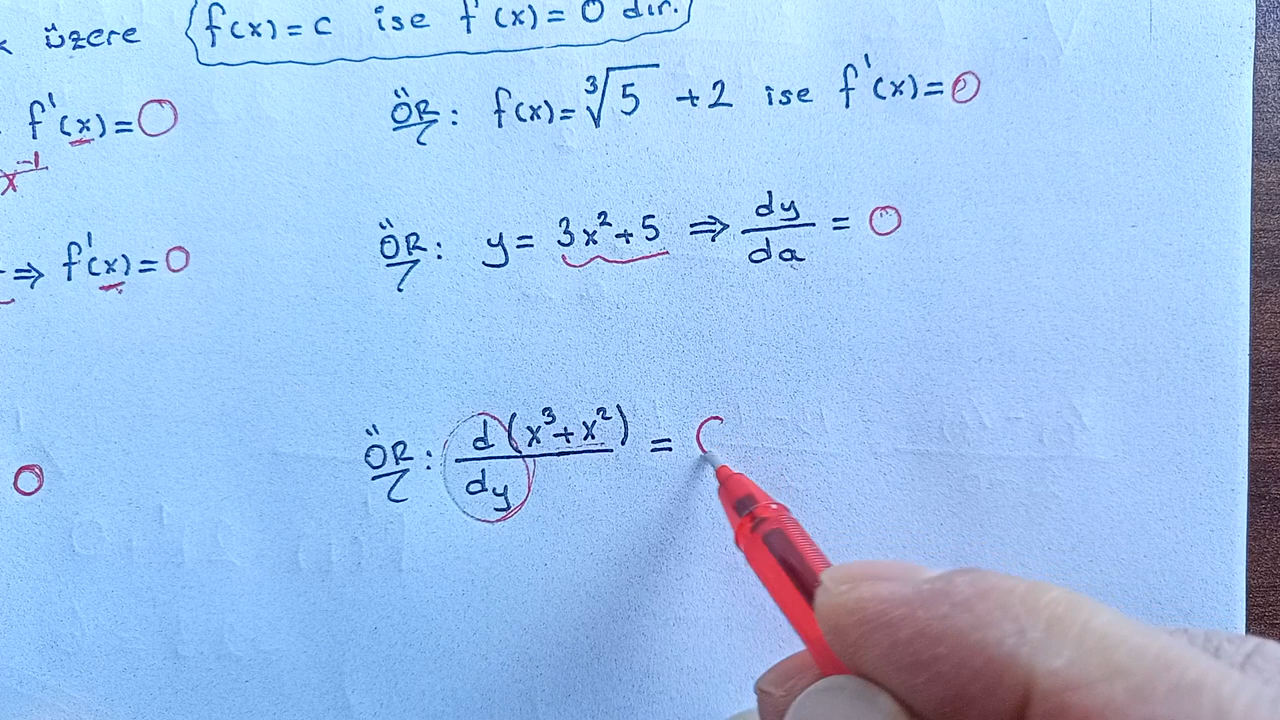 üzere f(x) = c ise f'(x) = 0 dır.
f'(x) = 0
x⁻¹
ÖR: f(x) = ∛5 + 2 ise f'(x) = 0
⇒ f'(x) = 0
ÖR: y = 3x² + 5 ⇒ dy/da = 0
0
ÖR: d(x³ + x²)/dy =